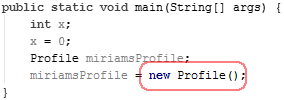 public static void main(String[] args) {
    int x;
    x = 0;
    Profile miriamsProfile;
    miriamsProfile = new Profile();
}